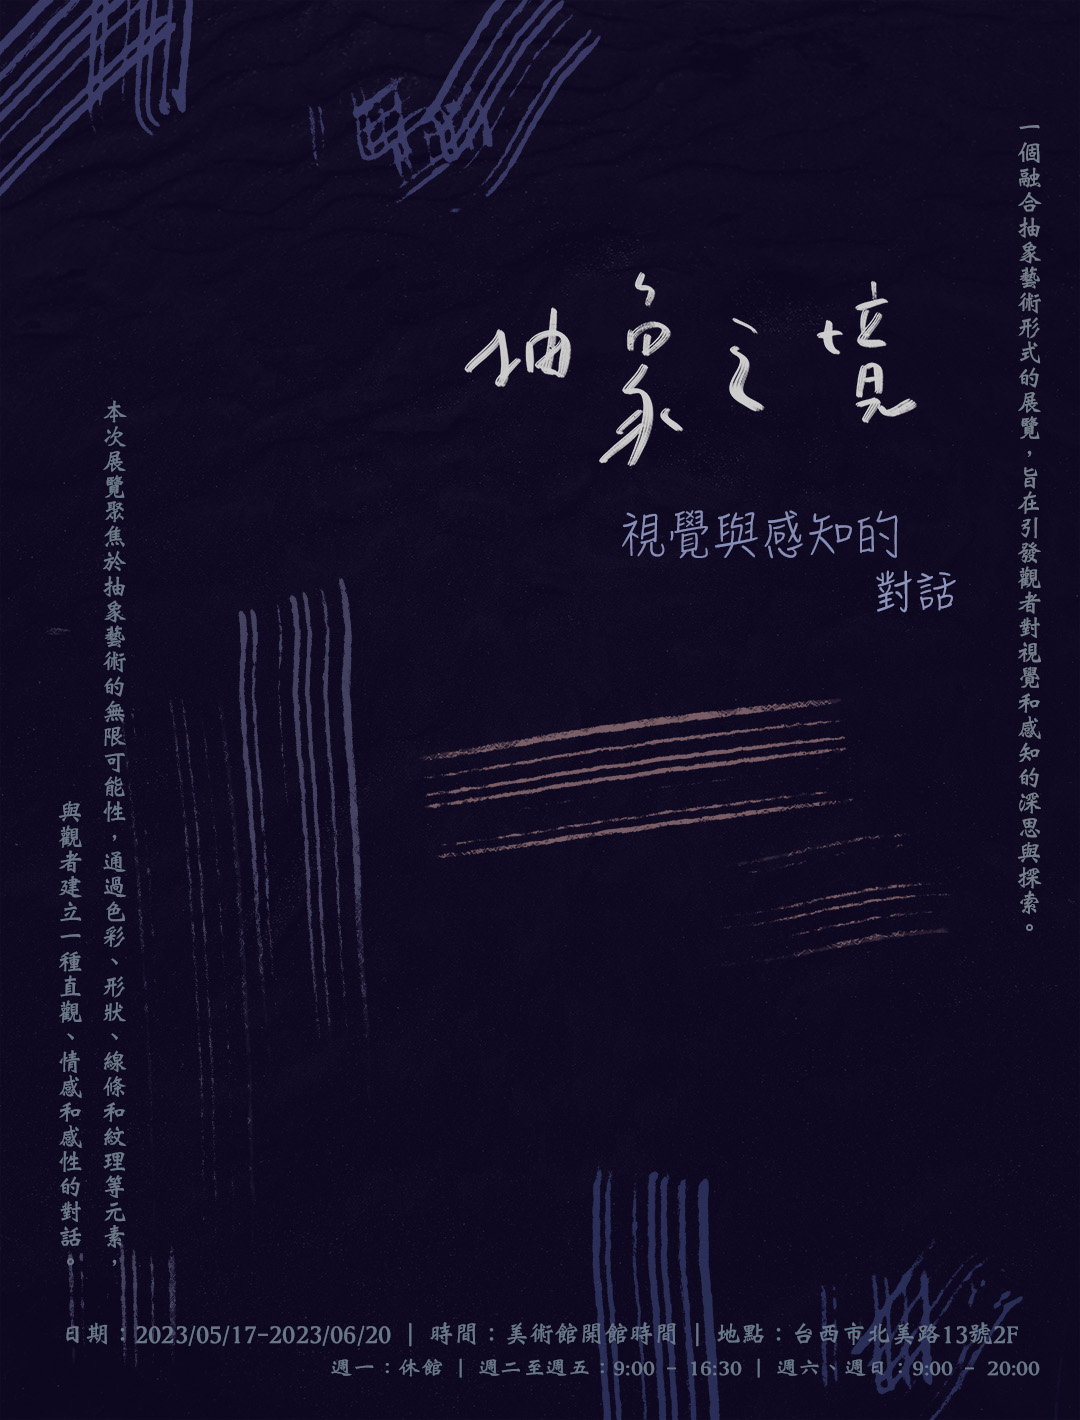 抽象之境
視覺與感知的
對話
一個融合抽象藝術形式的展覽，旨在引發觀者對視覺和感知的深思與探索。
本次展覽聚焦於抽象藝術的無限可能性，通過色彩、形狀、線條和紋理等元素，
與觀者建立一種直觀、情感和感性的對話。
日期：2023/05/17-2023/06/20 | 時間：美術館開館時間 | 地點：台西市北美路13號2F
週一：休館 | 週二至週五：9:00 - 16:30 | 週六、週日：9:00 - 20:00